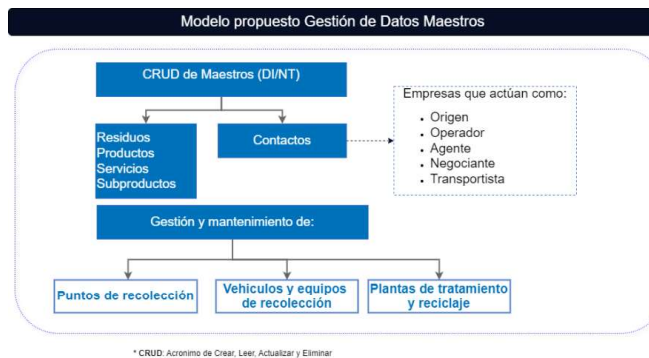 Modelo propuesto Gestión de Datos Maestros
CRUD de Maestros (DI/NT)
Residuos
Productos
Servicios
Subproductos
Contactos
Empresas que actúan como:
• Origen
• Operador
• Agente
• Negociante
• Transportista
Gestión y mantenimiento de:
Puntos de recolección
Vehiculos y equipos
de recolección
Plantas de tratamiento
y reciclaje
* CRUD: Acronimo de Crear, Leer, Actualizar y Eliminar